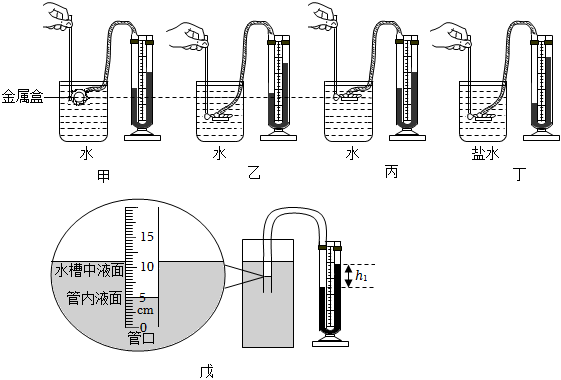 金属盒
水 水 水 盐水
甲 乙 丙 丁
15
水槽中液面 10
管内液面 5
cm
0
管口
h₁
戊